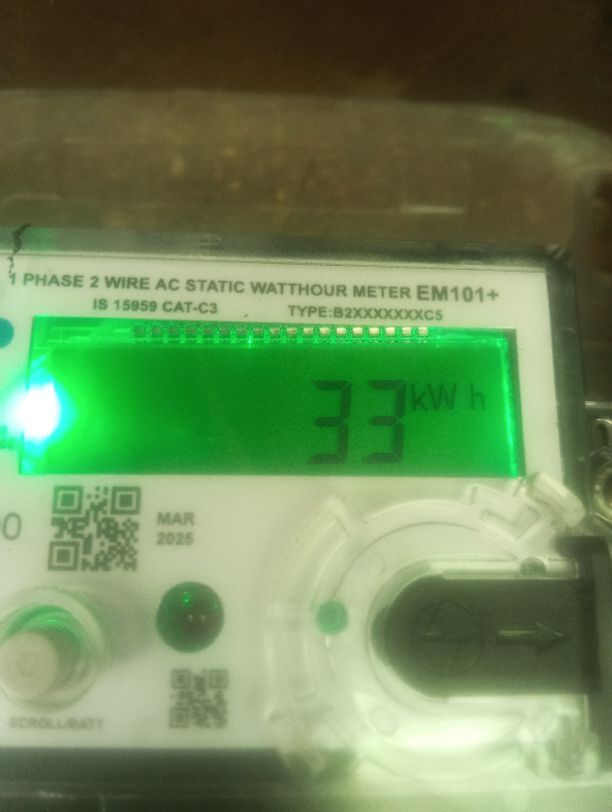 1 PHASE 2 WIRE AC STATIC WATTHOUR METER EM101+
IS 15959 CAT-C3 TYPE:B2XXXXXXXC5
33 kWh
MAR
2025
SCROLL/BATT